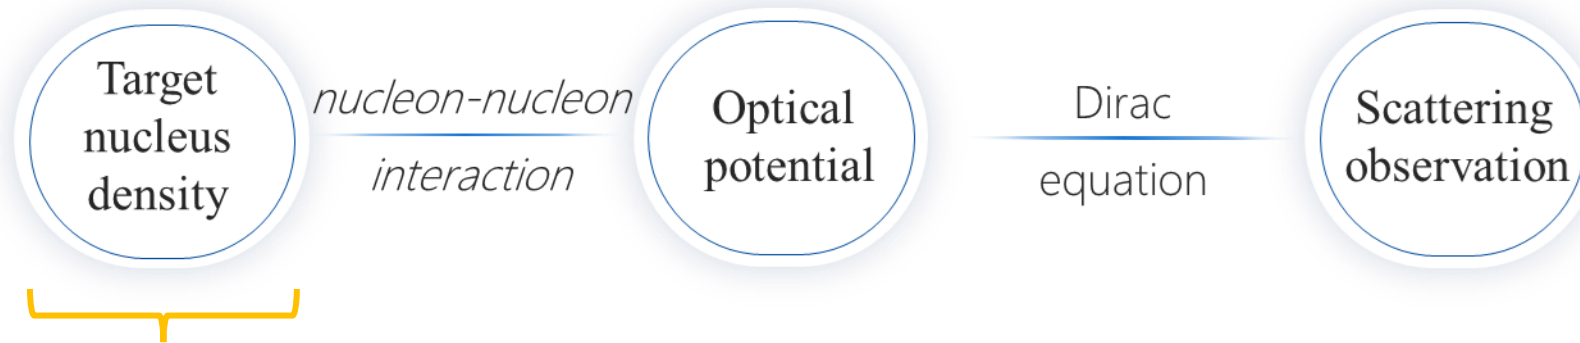 Target
nucleus
density
nucleon-nucleon
interaction
Optical
potential
Dirac
equation
Scattering
observation